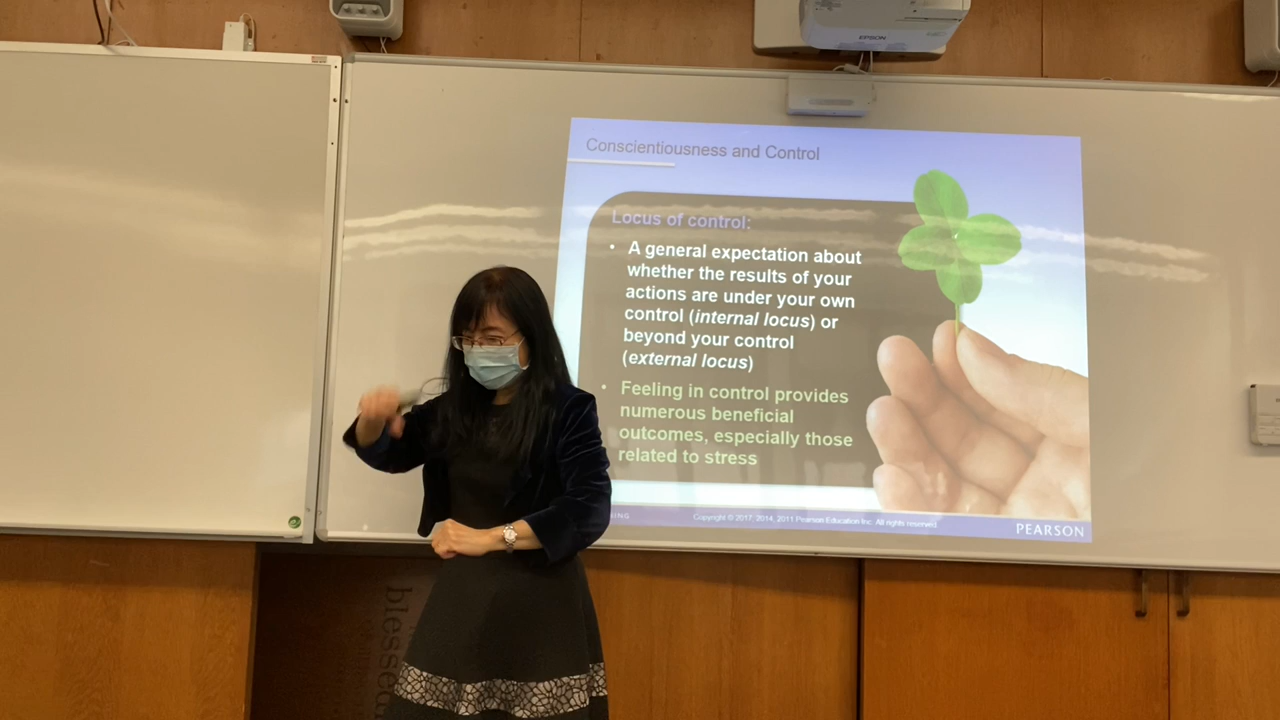 EPSON
Conscientiousness and Control
Locus of control:
• A general expectation about
whether the results of your
actions are under your own
control (internal locus) or
beyond your control
(external locus)
• Feeling in control provides
numerous beneficial
outcomes, especially those
related to stress
ING
Copyright © 2017, 2014, 2011 Pearson Education Inc. All rights reserved.
PEARSON
blessed